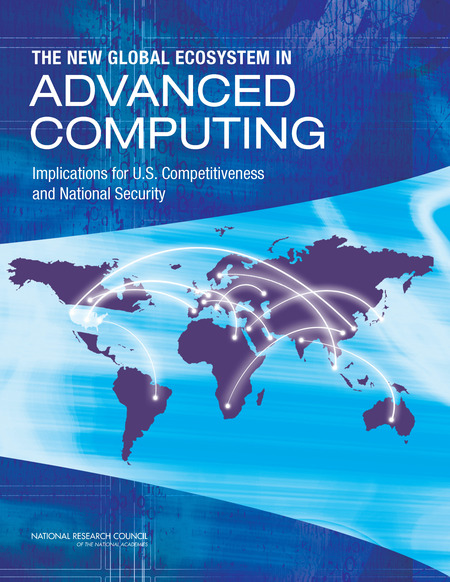 THE NEW GLOBAL ECOSYSTEM IN
ADVANCED
COMPUTING
Implications for U.S. Competitiveness
and National Security
NATIONAL RESEARCH COUNCIL
OF THE NATIONAL ACADEMIES